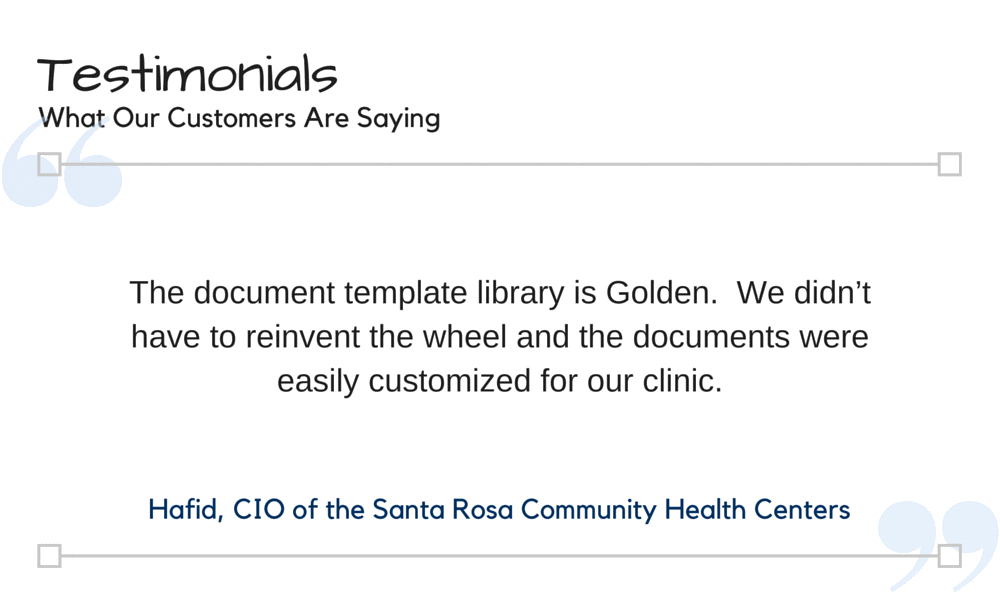 Testimonials
What Our Customers Are Saying
The document template library is Golden.  We didn’t
have to reinvent the wheel and the documents were
easily customized for our clinic.
Hafid, CIO of the Santa Rosa Community Health Centers